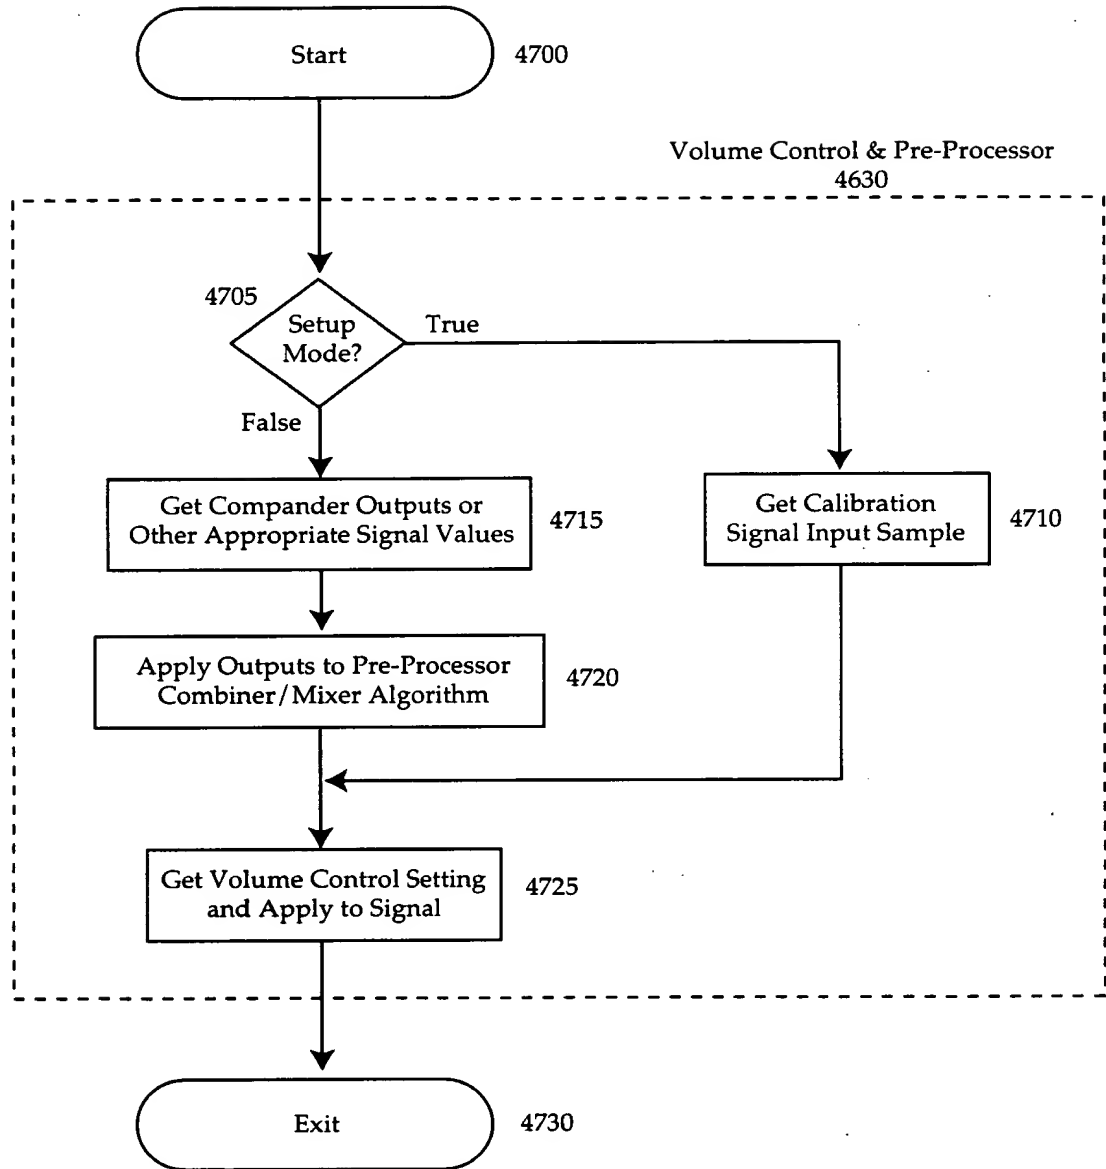 Start
4700
Volume Control & Pre-Processor
4630
4705
Setup
Mode?
True
False
Get Compander Outputs or
Other Appropriate Signal Values
4715
Get Calibration
Signal Input Sample
4710
Apply Outputs to Pre-Processor
Combiner/Mixer Algorithm
4720
Get Volume Control Setting
and Apply to Signal
4725
Exit
4730